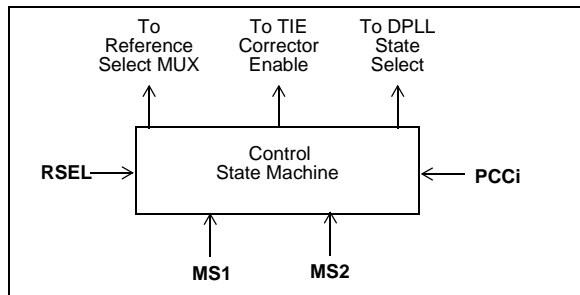 To
Reference
Select MUX
To TIE
Corrector
Enable
To DPLL
State
Select
RSEL
Control
State Machine
PCCi
MS1
MS2